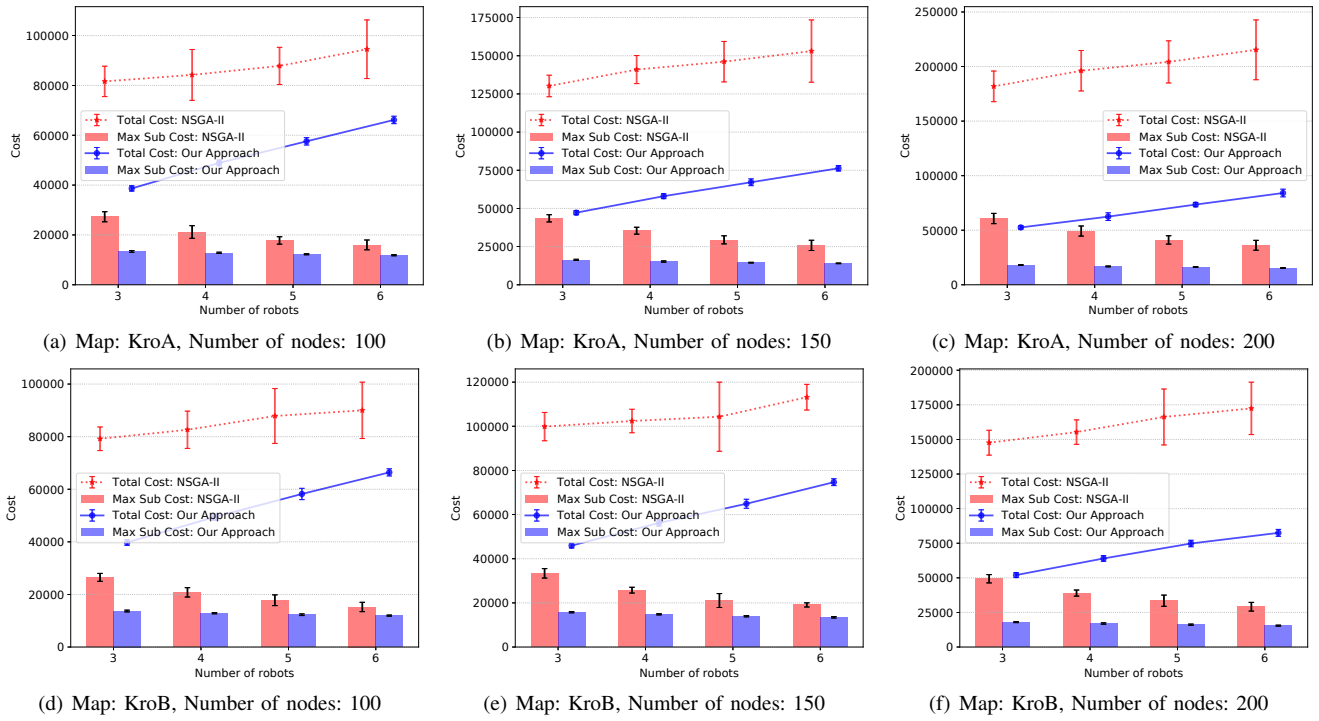 100000
80000
60000
40000
20000
0
Cost
Total Cost: NSGA-II
Max Sub Cost: NSGA-II
Total Cost: Our Approach
Max Sub Cost: Our Approach
3 4 5 6
Number of robots
(a) Map: KroA, Number of nodes: 100
175000
150000
125000
100000
75000
50000
25000
0
Cost
Total Cost: NSGA-II
Max Sub Cost: NSGA-II
Total Cost: Our Approach
Max Sub Cost: Our Approach
3 4 5 6
Number of robots
(b) Map: KroA, Number of nodes: 150
250000
200000
150000
100000
50000
0
Cost
Total Cost: NSGA-II
Max Sub Cost: NSGA-II
Total Cost: Our Approach
Max Sub Cost: Our Approach
3 4 5 6
Number of robots
(c) Map: KroA, Number of nodes: 200
100000
80000
60000
40000
20000
0
Cost
Total Cost: NSGA-II
Max Sub Cost: NSGA-II
Total Cost: Our Approach
Max Sub Cost: Our Approach
3 4 5 6
Number of robots
(d) Map: KroB, Number of nodes: 100
120000
100000
80000
60000
40000
20000
0
Cost
Total Cost: NSGA-II
Max Sub Cost: NSGA-II
Total Cost: Our Approach
Max Sub Cost: Our Approach
3 4 5 6
Number of robots
(e) Map: KroB, Number of nodes: 150
200000
175000
150000
125000
100000
75000
50000
25000
0
Cost
Total Cost: NSGA-II
Max Sub Cost: NSGA-II
Total Cost: Our Approach
Max Sub Cost: Our Approach
3 4 5 6
Number of robots
(f) Map: KroB, Number of nodes: 200